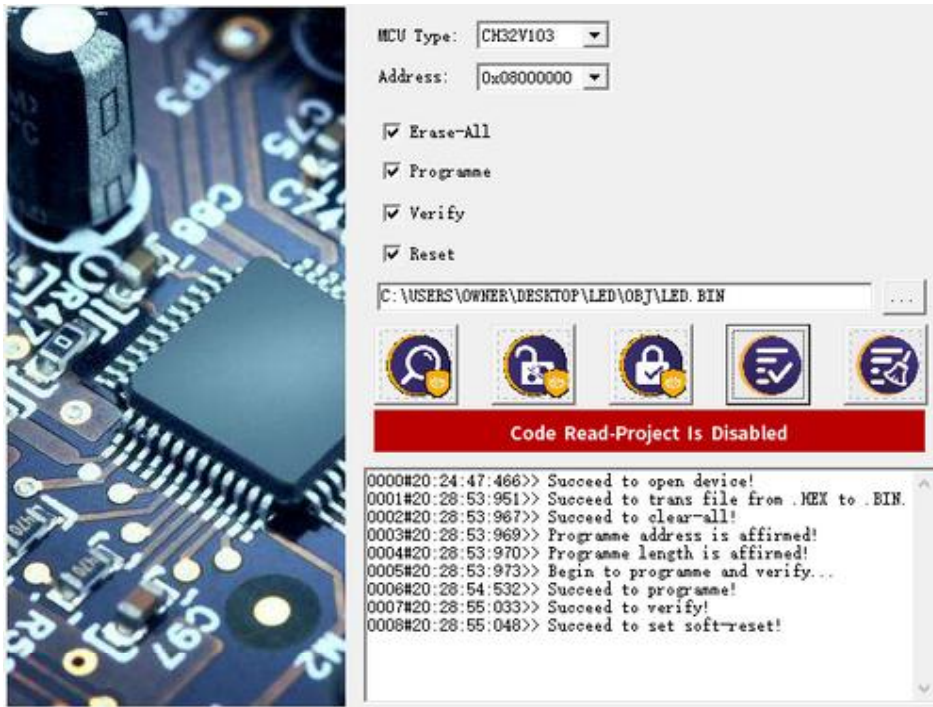 MCU Type: CH32V103
Address: 0x08000000
Erase-All
Programme
Verify
Reset
C:\USERS\OWNER\DESKTOP\LED\OBJ\LED.BIN
...
Code Read-Project Is Disabled
0000#20:24:47:466>> Succeed to open device!
0001#20:28:53:951>> Succeed to trans file from .HEX to .BIN.
0002#20:28:53:967>> Succeed to clear-all!
0003#20:28:53:969>> Programme address is affirmed!
0004#20:28:53:970>> Programme length is affirmed!
0005#20:28:53:973>> Begin to programme and verify...
0006#20:28:54:532>> Succeed to programme!
0007#20:28:55:033>> Succeed to verify!
0008#20:28:55:048>> Succeed to set soft-reset!
TP3
C75
C88
R47
C97